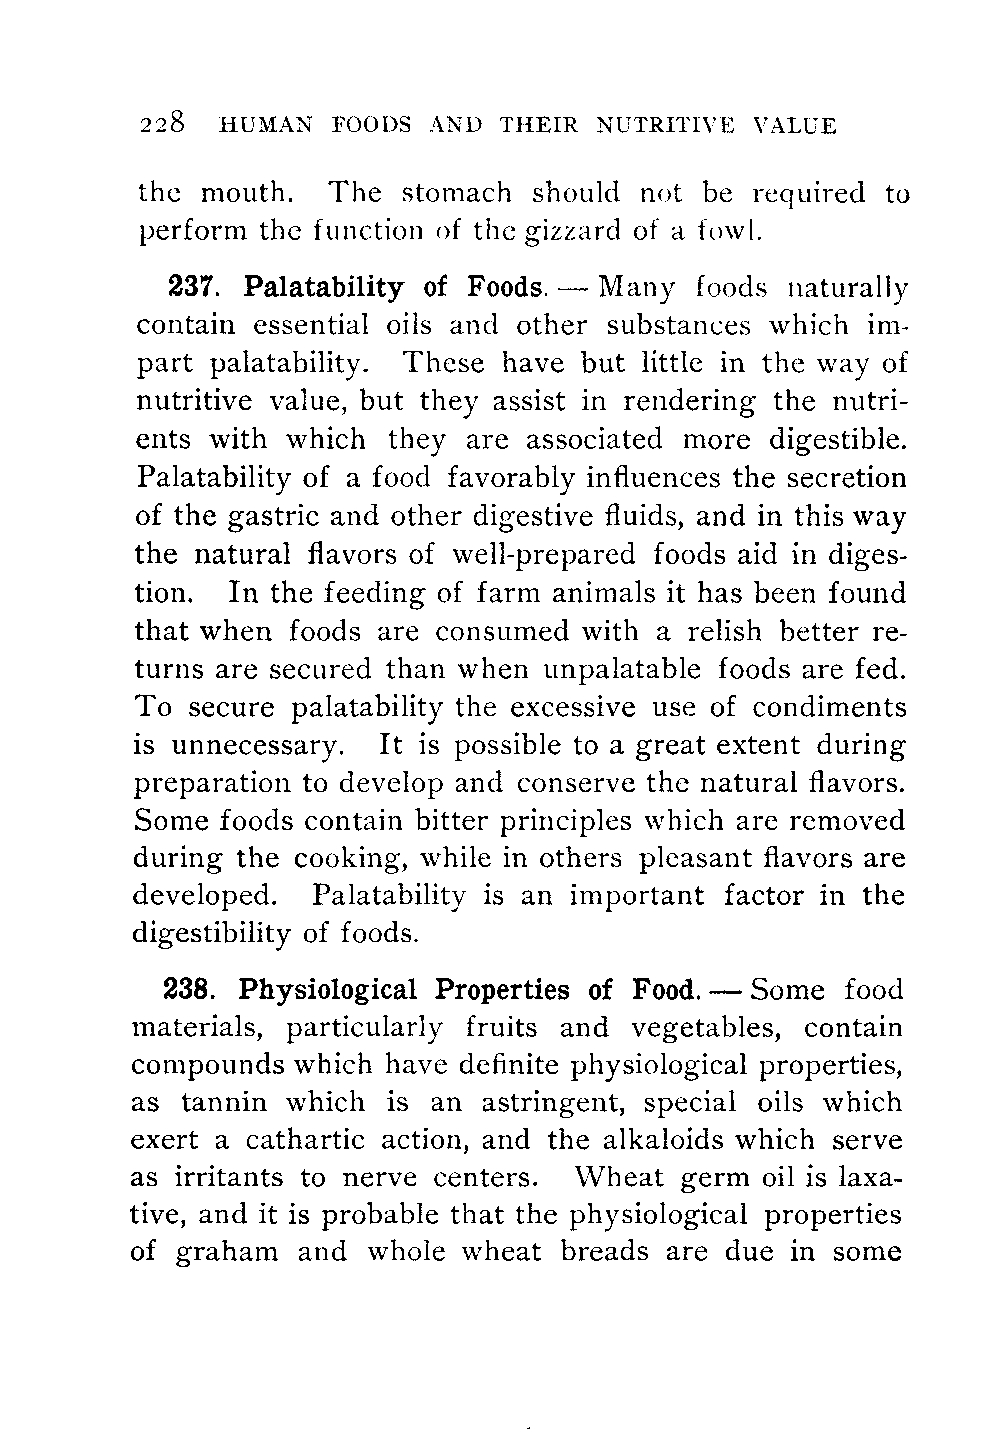 228 HUMAN FOODS AND THEIR NUTRITIVE VALUE
the mouth. The stomach should not be required to
perform the function of the gizzard of a fowl.
237. Palatability of Foods. — Many foods naturally
contain essential oils and other substances which im-
part palatability. These have but little in the way of
nutritive value, but they assist in rendering the nutri-
ents with which they are associated more digestible.
Palatability of a food favorably influences the secretion
of the gastric and other digestive fluids, and in this way
the natural flavors of well-prepared foods aid in diges-
tion. In the feeding of farm animals it has been found
that when foods are consumed with a relish better re-
turns are secured than when unpalatable foods are fed.
To secure palatability the excessive use of condiments
is unnecessary. It is possible to a great extent during
preparation to develop and conserve the natural flavors.
Some foods contain bitter principles which are removed
during the cooking, while in others pleasant flavors are
developed. Palatability is an important factor in the
digestibility of foods.
238. Physiological Properties of Food. — Some food
materials, particularly fruits and vegetables, contain
compounds which have definite physiological properties,
as tannin which is an astringent, special oils which
exert a cathartic action, and the alkaloids which serve
as irritants to nerve centers. Wheat germ oil is laxa-
tive, and it is probable that the physiological properties
of graham and whole wheat breads are due in some